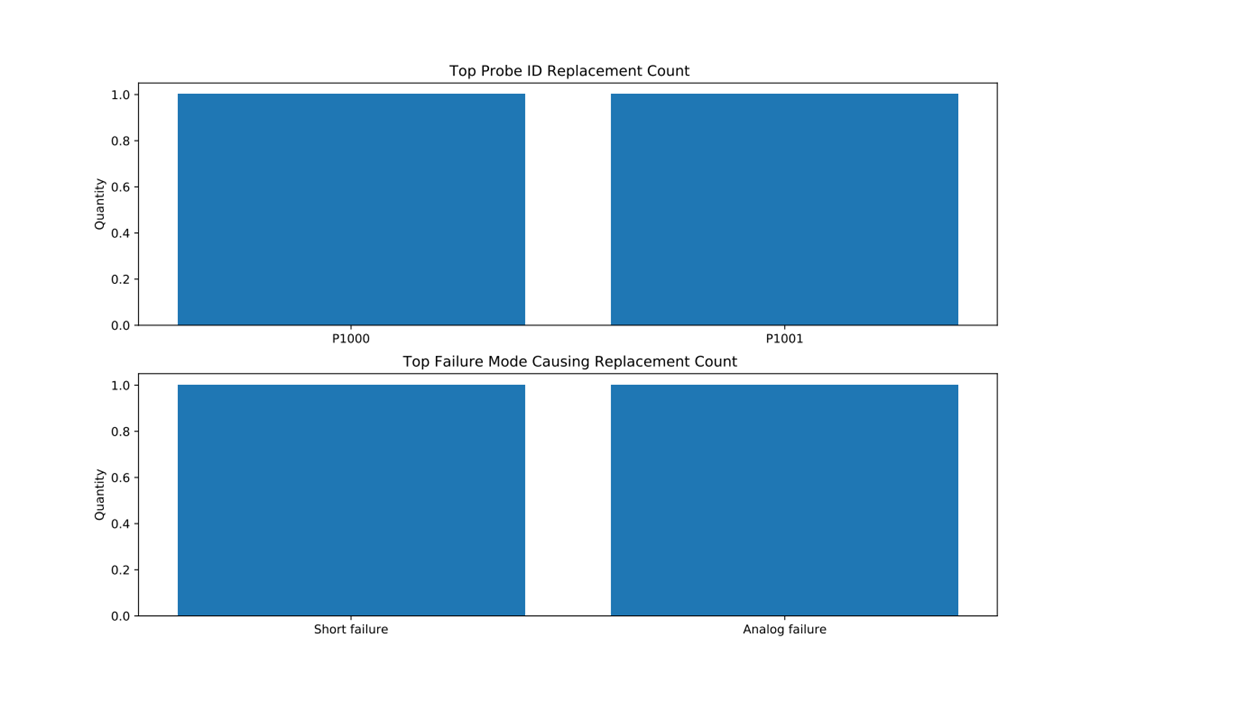 Top Probe ID Replacement Count
1.0
0.8
0.6
0.4
0.2
0.0
Quantity
P1000 P1001
Top Failure Mode Causing Replacement Count
1.0
0.8
0.6
0.4
0.2
0.0
Quantity
Short failure Analog failure